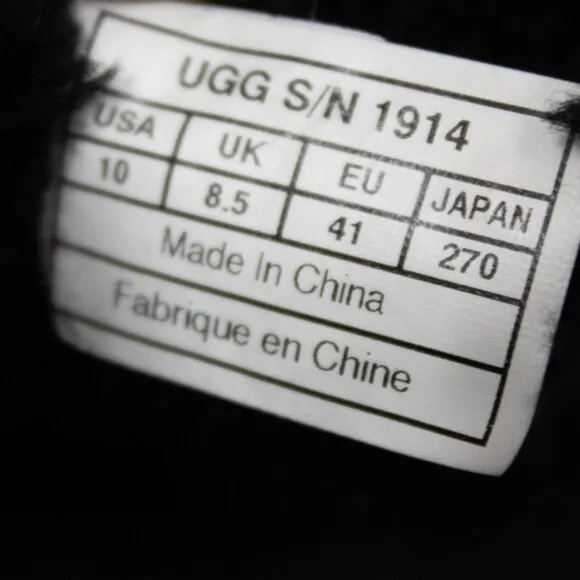 UGG S/N 1914
USA UK EU JAPAN
10 8.5 41 270
Made In China
Fabrique en Chine